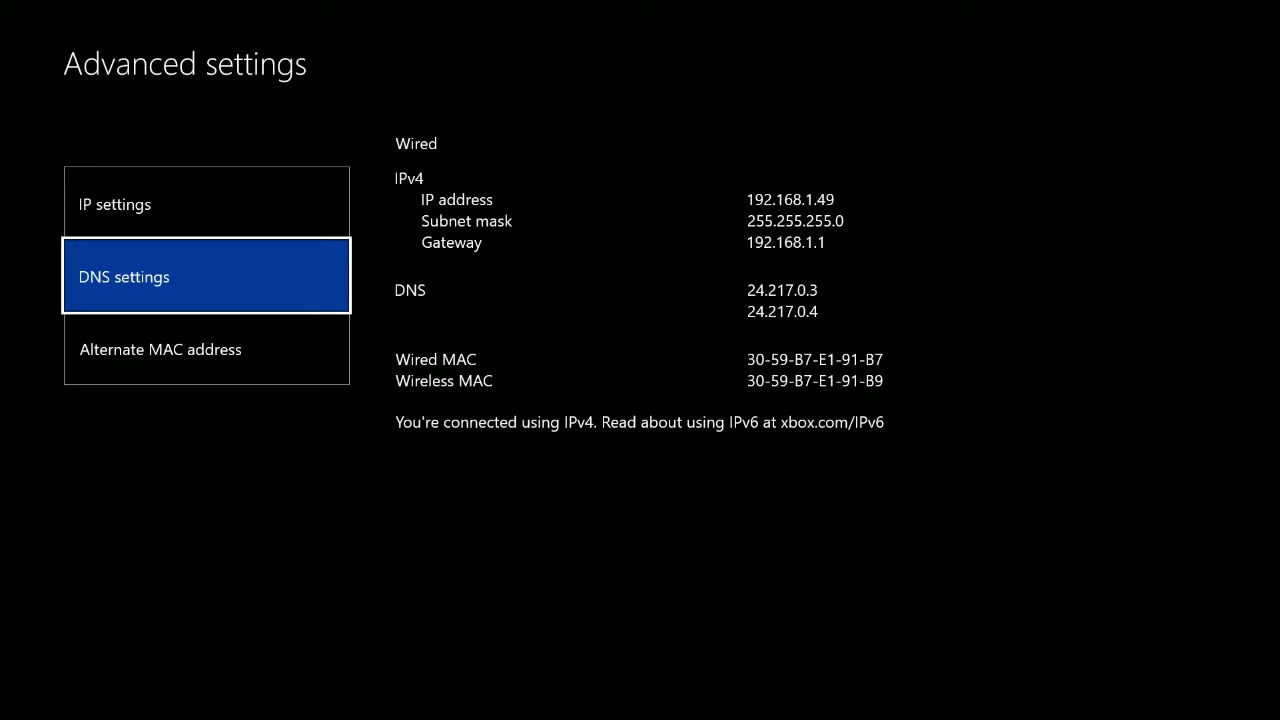 Advanced settings
IP settings
DNS settings
Alternate MAC address
Wired
IPv4
IP address 192.168.1.49
Subnet mask 255.255.255.0
Gateway 192.168.1.1
DNS 24.217.0.3
24.217.0.4
Wired MAC 30-59-B7-E1-91-B7
Wireless MAC 30-59-B7-E1-91-B9
You're connected using IPv4. Read about using IPv6 at xbox.com/IPv6